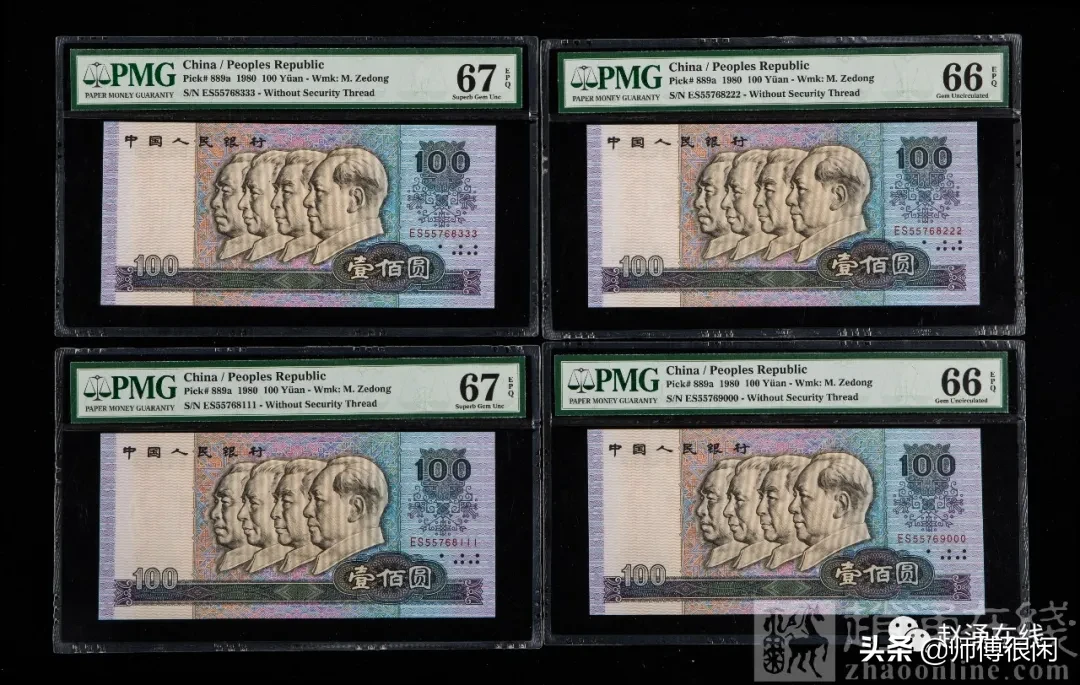 PMG
PAPER MONEY GUARANTY
China / Peoples Republic
Pick# 889a 1980 100 Yüan - Wmk: M. Zedong
S/N ES55768333 - Without Security Thread
67
EPQ
Superb Gem Unc
中国人民银行
100
ES55768333
100
壹佰圆
PMG
PAPER MONEY GUARANTY
China / Peoples Republic
Pick# 889a 1980 100 Yüan - Wmk: M. Zedong
S/N ES55768222 - Without Security Thread
66
EPQ
Gem Uncirculated
中国人民银行
100
ES55768222
100
壹佰圆
PMG
PAPER MONEY GUARANTY
China / Peoples Republic
Pick# 889a 1980 100 Yüan - Wmk: M. Zedong
S/N ES55768111 - Without Security Thread
67
EPQ
Superb Gem Unc
中国人民银行
100
ES55768111
100
壹佰圆
PMG
PAPER MONEY GUARANTY
China / Peoples Republic
Pick# 889a 1980 100 Yüan - Wmk: M. Zedong
S/N ES55769000 - Without Security Thread
66
EPQ
Gem Uncirculated
中国人民银行
100
ES55769000
100
壹佰圆
赵涌在线
头条 @师傅很闲
zhaoonline.com